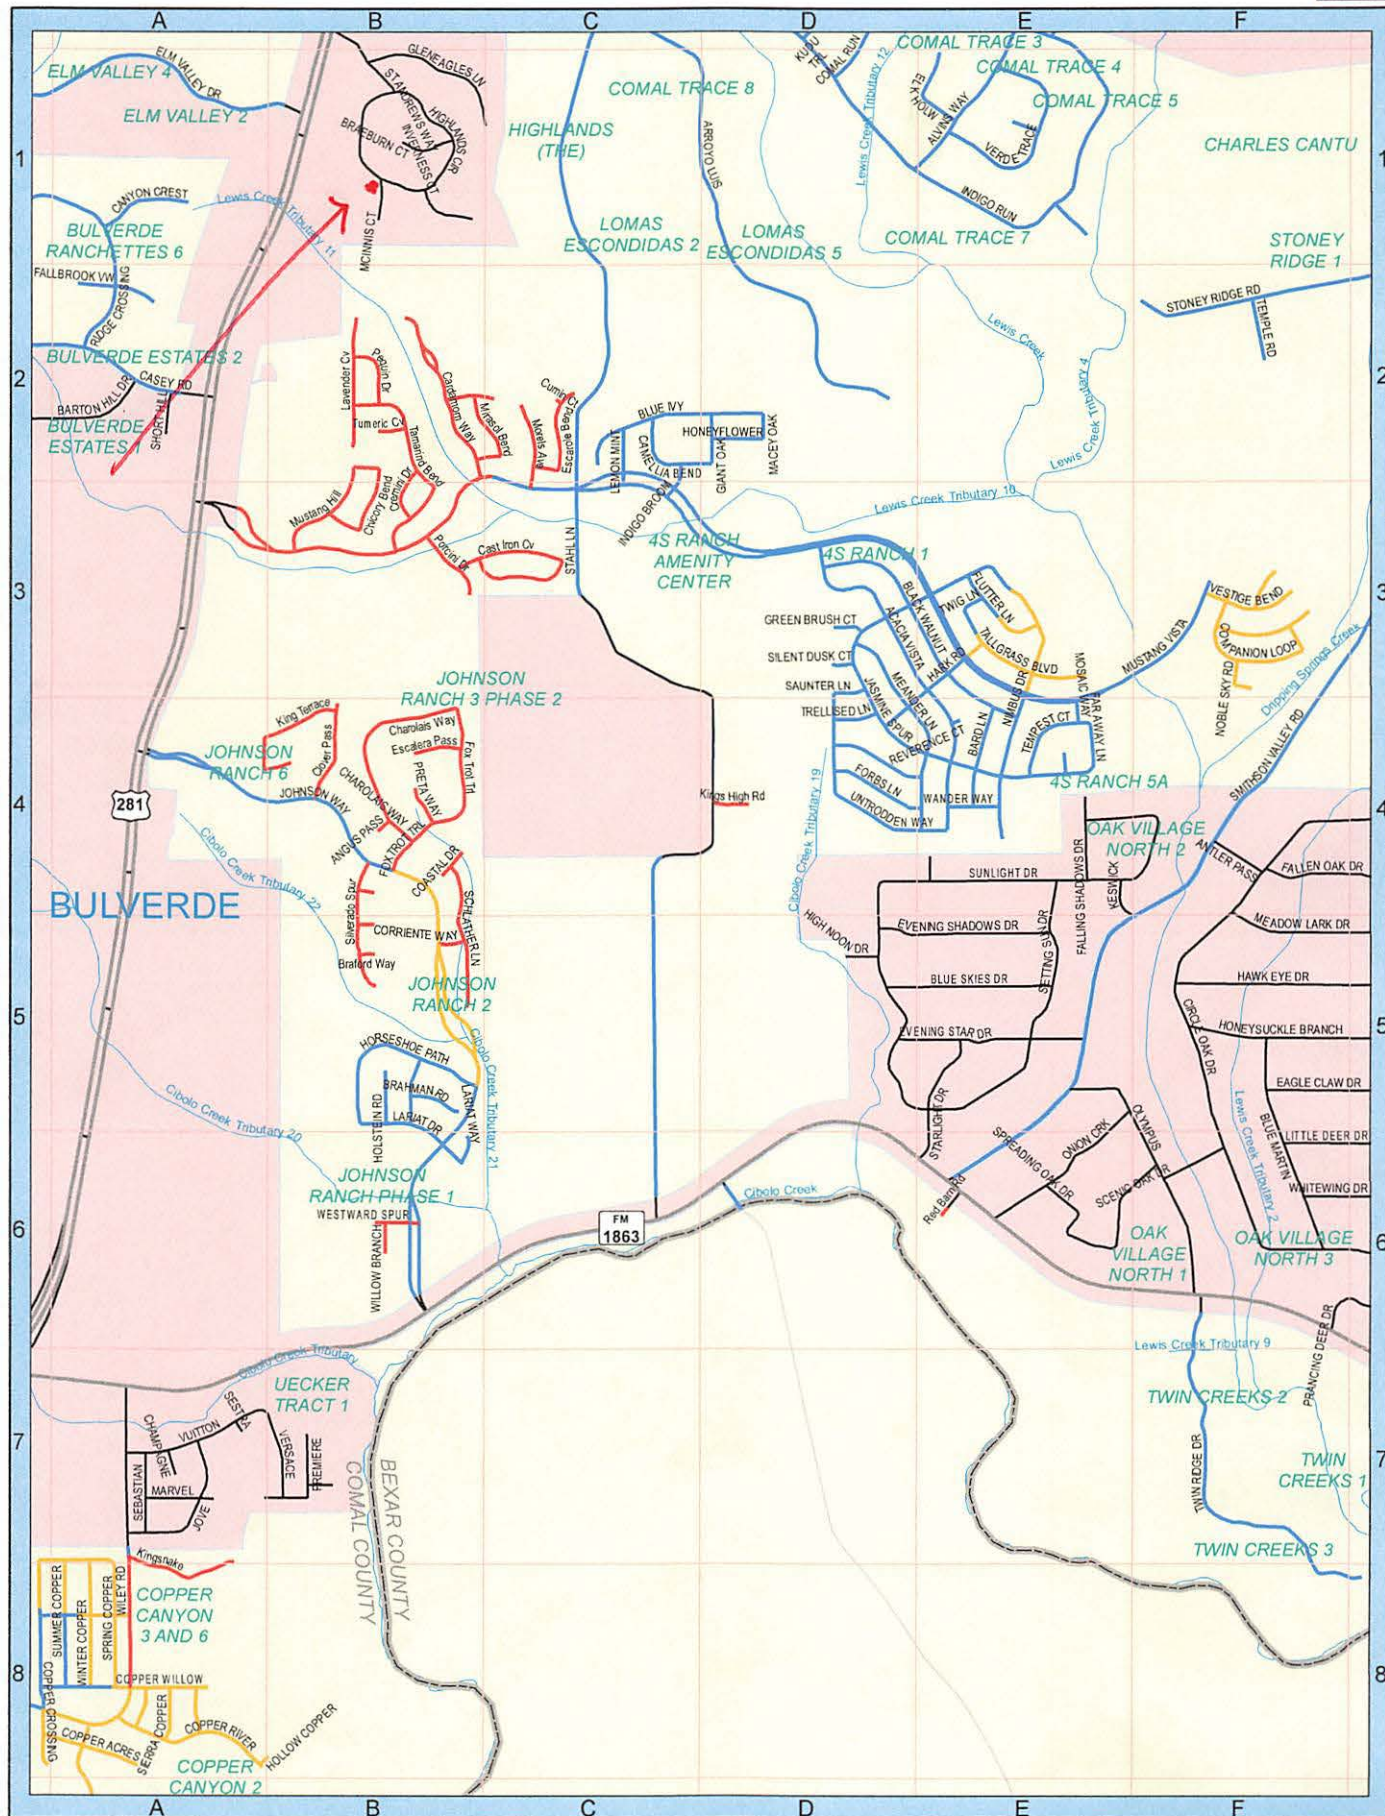 A B C D E F
ELM VALLEY 4
ELM VALLEY DR
ELM VALLEY 2
GLENEAGLES LN
ST ANDREWS WAY
HIGHLANDS CIR
BRAEBURN CT
INVERNESS CT
MCINNIS CT
HIGHLANDS
(THE)
COMAL TRACE 8
ARROYO LUIS
KUDU
TRL
COMAL RUN
Lewis Creek Tributary 12
COMAL TRACE 3
COMAL TRACE 4
COMAL TRACE 5
ELK HOLW
ALVINS WAY
VERDE TRACE
INDIGO RUN
COMAL TRACE 7
CHARLES CANTU
1
1
CANYON CREST
Lewis Creek Tributary 11
BULVERDE
RANCHETTES 6
FALLBROOK VW
RIDGE CROSSING
LOMAS
ESCONDIDAS 2
LOMAS
ESCONDIDAS 5
STONEY
RIDGE 1
STONEY RIDGE RD
TEMPLE RD
Lewis Creek
Lewis Creek Tributary 4
BULVERDE ESTATES 2
CASEY RD
BARTON HILL DR
SHORT HILL
BULVERDE
ESTATES 1
2
2
Lavender Cv
Pequin Dr
Tumeric Cv
Tamarind Bend
Cardamom Way
Mirasol Bend
Morels Ave
Escarole Bend
Cumin Ct
Mustang Hill
Chicory Bend
Cremini Dr
Porcini Dr
Cast Iron Cv
STAHL LN
BLUE IVY
LEMON MINT
CAMELLIA BEND
HONEYFLOWER
GIANT OAK
MACEY OAK
INDIGO BROOM
Lewis Creek Tributary 10
4S RANCH
AMENITY
CENTER
4S RANCH 1
3
3
GREEN BRUSH CT
SILENT DUSK CT
SAUNTER LN
TRELLISED LN
BLACK WALNUT
ACACIA VISTA
MEANDER LN
JASMINE SPUR
HARK RD
TWIG LN
FLUTTER LN
TALLGRASS BLVD
NIMBUS DR
MOSAIC WAY
FAR AWAY LN
MUSTANG VISTA
VESTIGE BEND
COMPANION LOOP
NOBLE SKY RD
Dripping Springs Creek
REVERENCE CT
BARD LN
TEMPEST CT
FORBS LN
UNTRODDEN WAY
WANDER WAY
4S RANCH 5A
SMITHSON VALLEY RD
JOHNSON
RANCH 3 PHASE 2
King Terrace
Clover Pass
JOHNSON
RANCH 6
JOHNSON WAY
Charolais Way
Escalera Pass
Fox Trot Trl
CHAROLAIS WAY
PRETA WAY
ANGUS PASS
FOX TROT TRL
COASTAL DR
Kings High Rd
Cibolo Creek Tributary 19
281
4
4
BULVERDE
Cibolo Creek Tributary 22
Silverado Spur
SCHLATHER LN
CORRIENTE WAY
Braford Way
JOHNSON
RANCH 2
OAK VILLAGE
NORTH 2
ANTLER PASS
FALLEN OAK DR
SUNLIGHT DR
FALLING SHADOWS DR
KESWICK
HIGH NOON DR
EVENING SHADOWS DR
SETTING SUN DR
MEADOW LARK DR
BLUE SKIES DR
HAWK EYE DR
5
5
EVENING STAR DR
CIRCLE OAK DR
HONEYSUCKLE BRANCH
HORSESHOE PATH
BRAHMAN RD
LARIAT DR
LARIAT WAY
HOLSTEIN RD
Cibolo Creek Tributary 21
Cibolo Creek Tributary 20
EAGLE CLAW DR
BLUE MARTIN
LITTLE DEER DR
WHITEWING DR
Lewis Creek Tributary 2
STARLIGHT DR
SPREADING OAK DR
ONION CRK
OLYMPUS
SCENIC OAK DR
Red Barn Rd
JOHNSON
RANCH PHASE 1
WESTWARD SPUR
WILLOW BRANCH
Cibolo Creek
FM
1863
6
6
OAK
VILLAGE
NORTH 1
OAK VILLAGE
NORTH 3
PRANCING DEER DR
Lewis Creek Tributary 9
Cibolo Creek Tributary
UECKER
TRACT 1
TWIN CREEKS 2
TWIN RIDGE DR
TWIN
CREEKS 1
TWIN CREEKS 3
7
7
CHAMPAGNE
VUITTON
SESTRA
VERSACE
PREMIERE
SEBASTIAN
MARVEL
JOVE
BEXAR COUNTY
COMAL COUNTY
Kingsnake
WILEY RD
COPPER
CANYON
3 AND 6
SUMMER COPPER
WINTER COPPER
SPRING COPPER
8
8
COPPER WILLOW
COPPER CROSSING
COPPER ACRES
SIERRA COPPER
COPPER RIVER
HOLLOW COPPER
COPPER
CANYON 2
A B C D E F